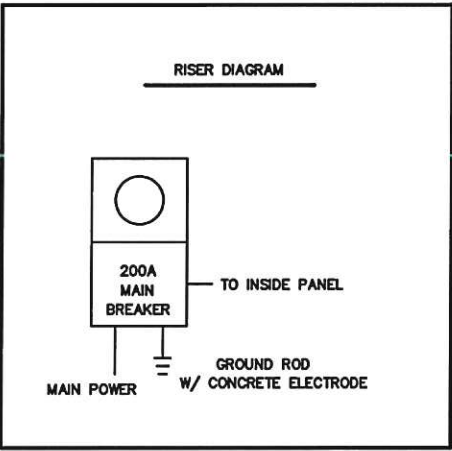 RISER DIAGRAM
200A
MAIN
BREAKER
TO INSIDE PANEL
MAIN POWER
GROUND ROD
W/ CONCRETE ELECTRODE